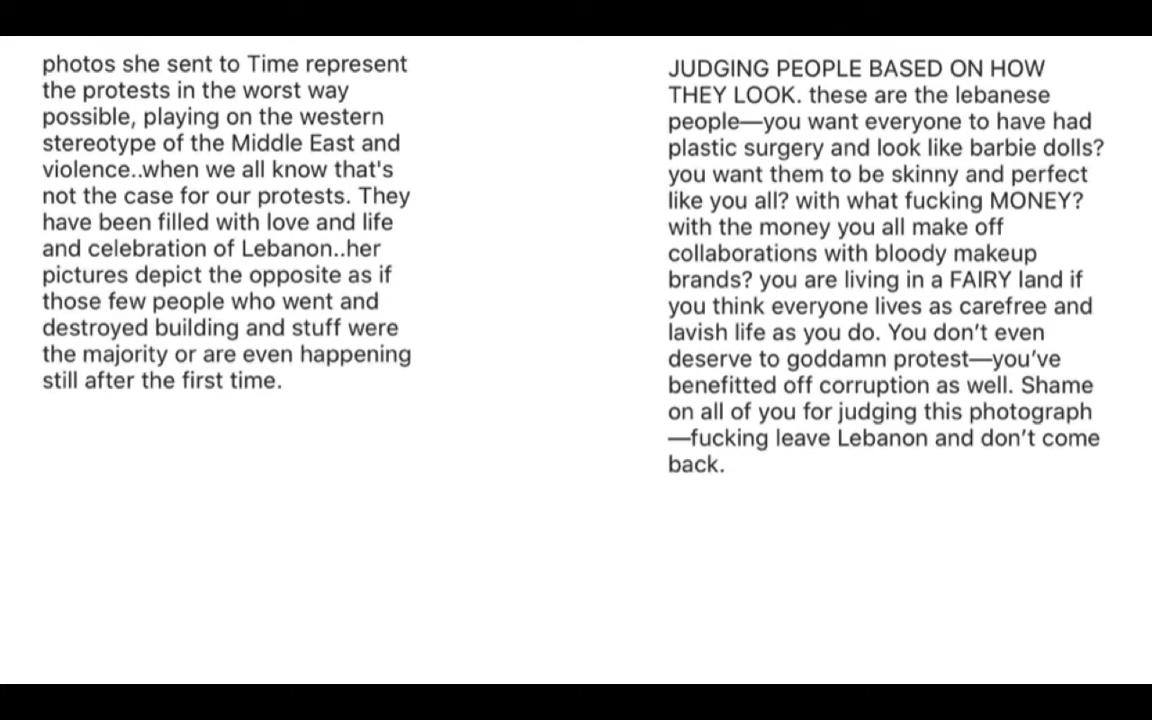 photos she sent to Time represent
the protests in the worst way
possible, playing on the western
stereotype of the Middle East and
violence..when we all know that's
not the case for our protests. They
have been filled with love and life
and celebration of Lebanon..her
pictures depict the opposite as if
those few people who went and
destroyed building and stuff were
the majority or are even happening
still after the first time.
JUDGING PEOPLE BASED ON HOW
THEY LOOK. these are the lebanese
people—you want everyone to have had
plastic surgery and look like barbie dolls?
you want them to be skinny and perfect
like you all? with what fucking MONEY?
with the money you all make off
collaborations with bloody makeup
brands? you are living in a FAIRY land if
you think everyone lives as carefree and
lavish life as you do. You don’t even
deserve to goddamn protest—you’ve
benefitted off corruption as well. Shame
on all of you for judging this photograph
—fucking leave Lebanon and don’t come
back.